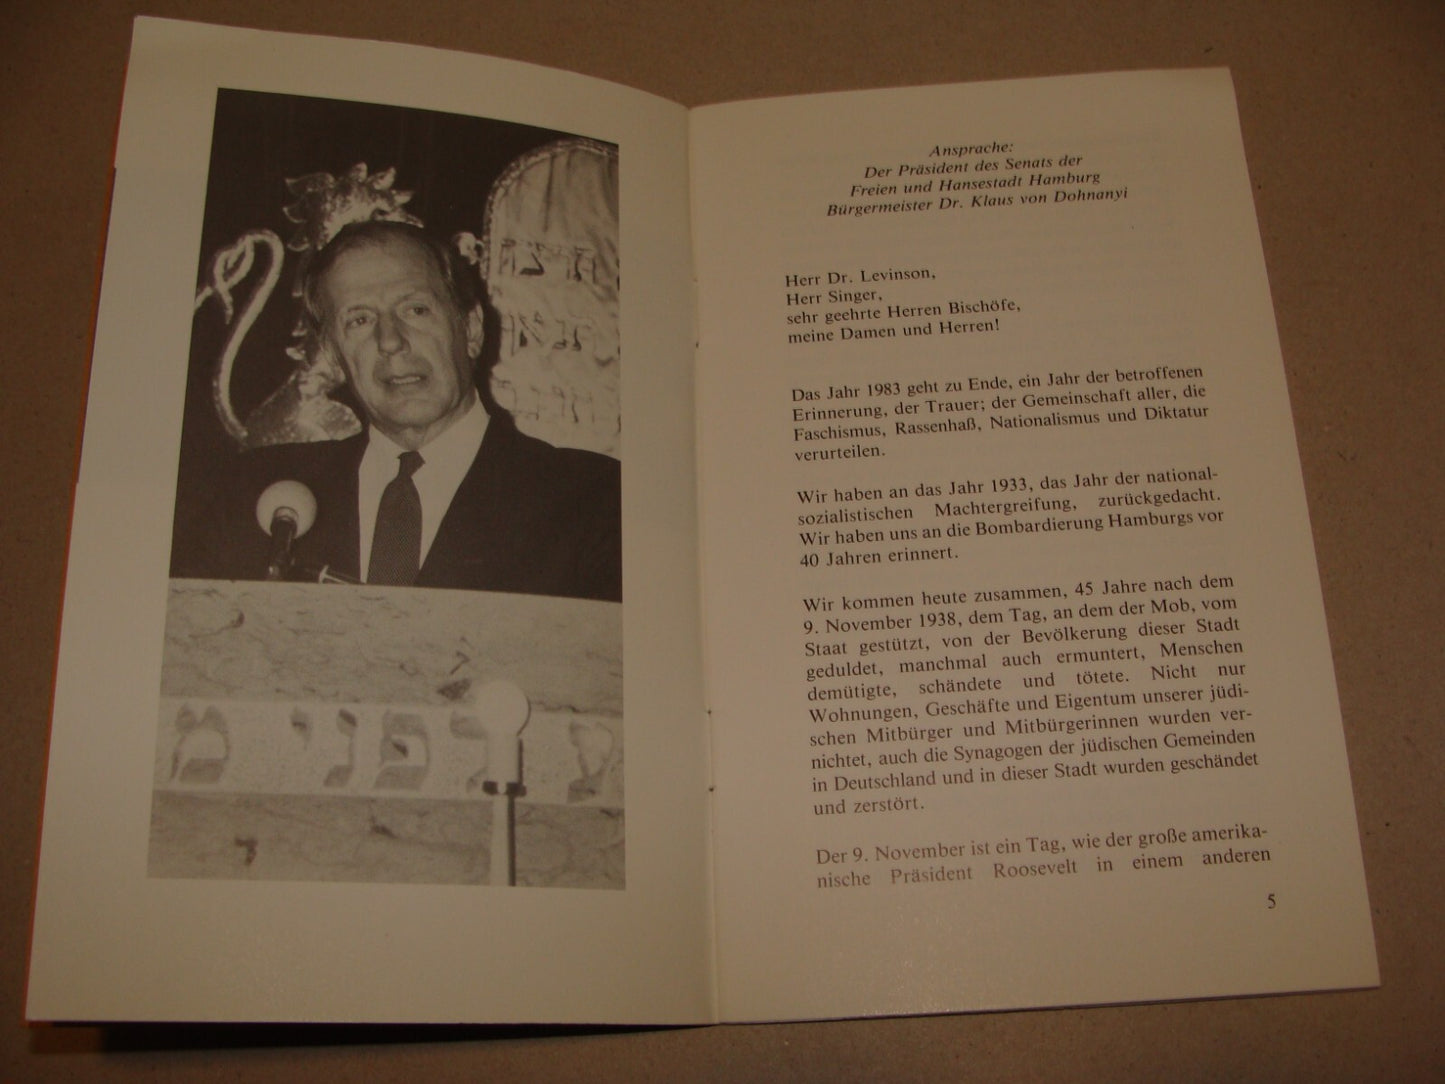 Ansprache:
Der Präsident des Senats der
Freien und Hansestadt Hamburg
Bürgermeister Dr. Klaus von Dohnanyi
Herr Dr. Levinson,
Herr Singer,
sehr geehrte Herren Bischöfe,
meine Damen und Herren!
Das Jahr 1983 geht zu Ende, ein Jahr der betroffenen
Erinnerung, der Trauer; der Gemeinschaft aller, die
Faschismus, Rassenhaß, Nationalismus und Diktatur
verurteilen.
Wir haben an das Jahr 1933, das Jahr der national-
sozialistischen Machtergreifung, zurückgedacht.
Wir haben uns an die Bombardierung Hamburgs vor
40 Jahren erinnert.
Wir kommen heute zusammen, 45 Jahre nach dem
9. November 1938, dem Tag, an dem der Mob, vom
Staat gestützt, von der Bevölkerung dieser Stadt
geduldet, manchmal auch ermuntert, Menschen
demütigte, schändete und tötete. Nicht nur
Wohnungen, Geschäfte und Eigentum unserer jüdi-
schen Mitbürger und Mitbürgerinnen wurden ver-
nichtet, auch die Synagogen der jüdischen Gemeinden
in Deutschland und in dieser Stadt wurden geschändet
und zerstört.
Der 9. November ist ein Tag, wie der große amerika-
nische Präsident Roosevelt in einem anderen
5